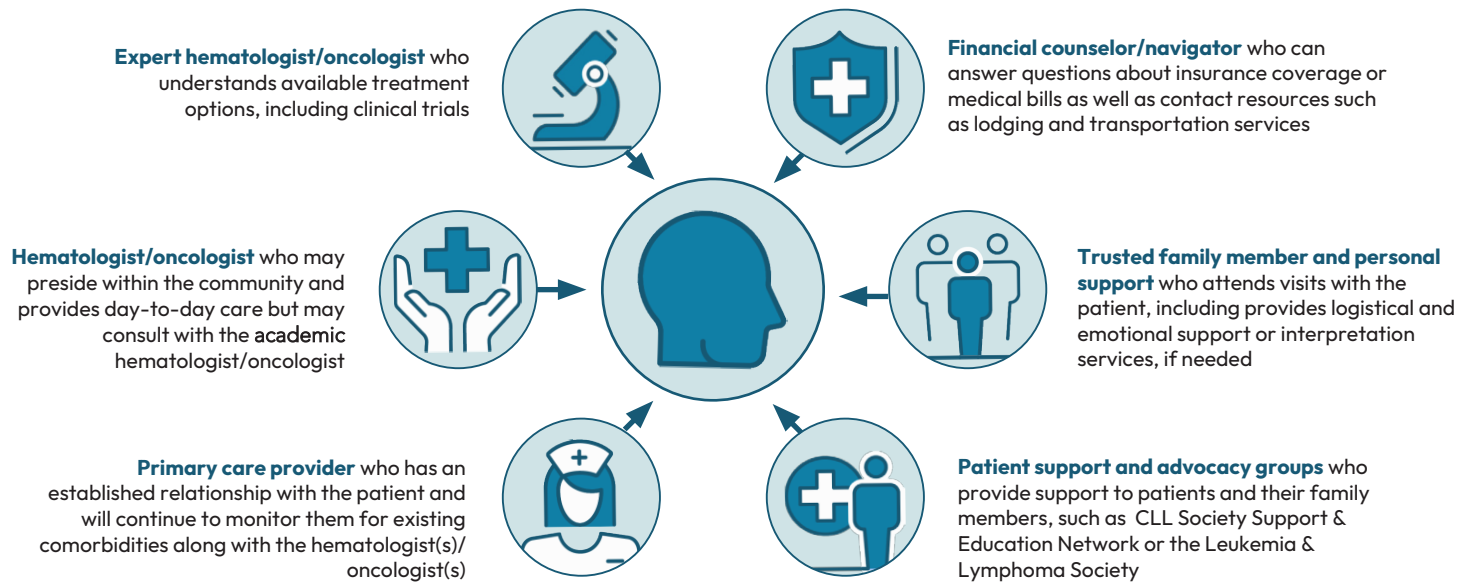 Expert hematologist/oncologist who
understands available treatment
options, including clinical trials
Financial counselor/navigator who can
answer questions about insurance coverage or
medical bills as well as contact resources such
as lodging and transportation services
Hematologist/oncologist who may
preside within the community and
provides day-to-day care but may
consult with the academic
hematologist/oncologist
Trusted family member and personal
support who attends visits with the
patient, including provides logistical and
emotional support or interpretation
services, if needed
Primary care provider who has an
established relationship with the patient and
will continue to monitor them for existing
comorbidities along with the hematologist(s)/
oncologist(s)
Patient support and advocacy groups who
provide support to patients and their family
members, such as CLL Society Support &
Education Network or the Leukemia &
Lymphoma Society